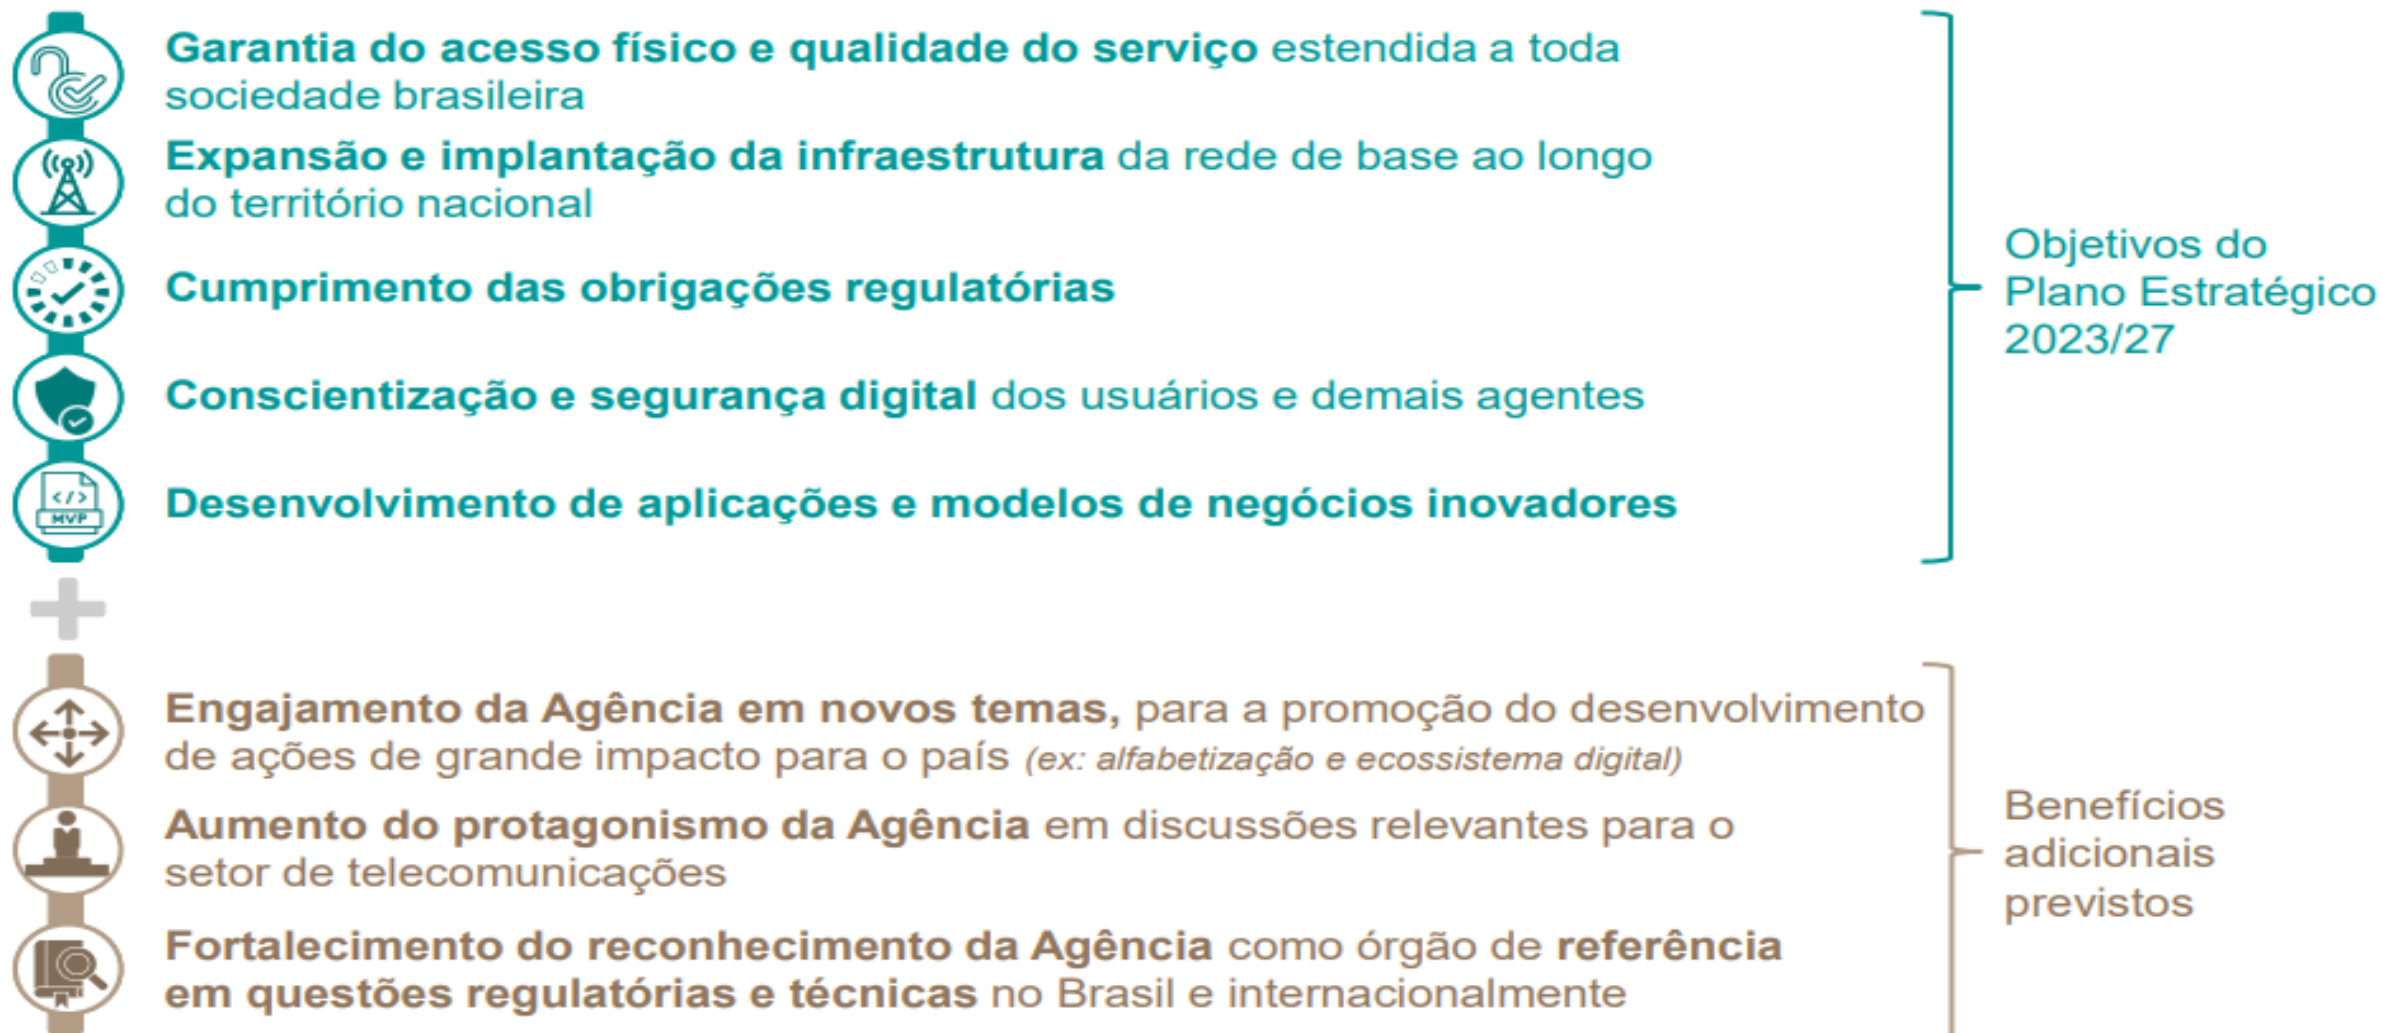 Garantia do acesso físico e qualidade do serviço estendida a toda
sociedade brasileira
Expansão e implantação da infraestrutura da rede de base ao longo
do território nacional
Cumprimento das obrigações regulatórias
Conscientização e segurança digital dos usuários e demais agentes
</>
MVP
Desenvolvimento de aplicações e modelos de negócios inovadores
Objetivos do
Plano Estratégico
2023/27
Engajamento da Agência em novos temas, para a promoção do desenvolvimento
de ações de grande impacto para o país (ex: alfabetização e ecossistema digital)
Aumento do protagonismo da Agência em discussões relevantes para o
setor de telecomunicações
Fortalecimento do reconhecimento da Agência como órgão de referência
em questões regulatórias e técnicas no Brasil e internacionalmente
Benefícios
adicionais
previstos